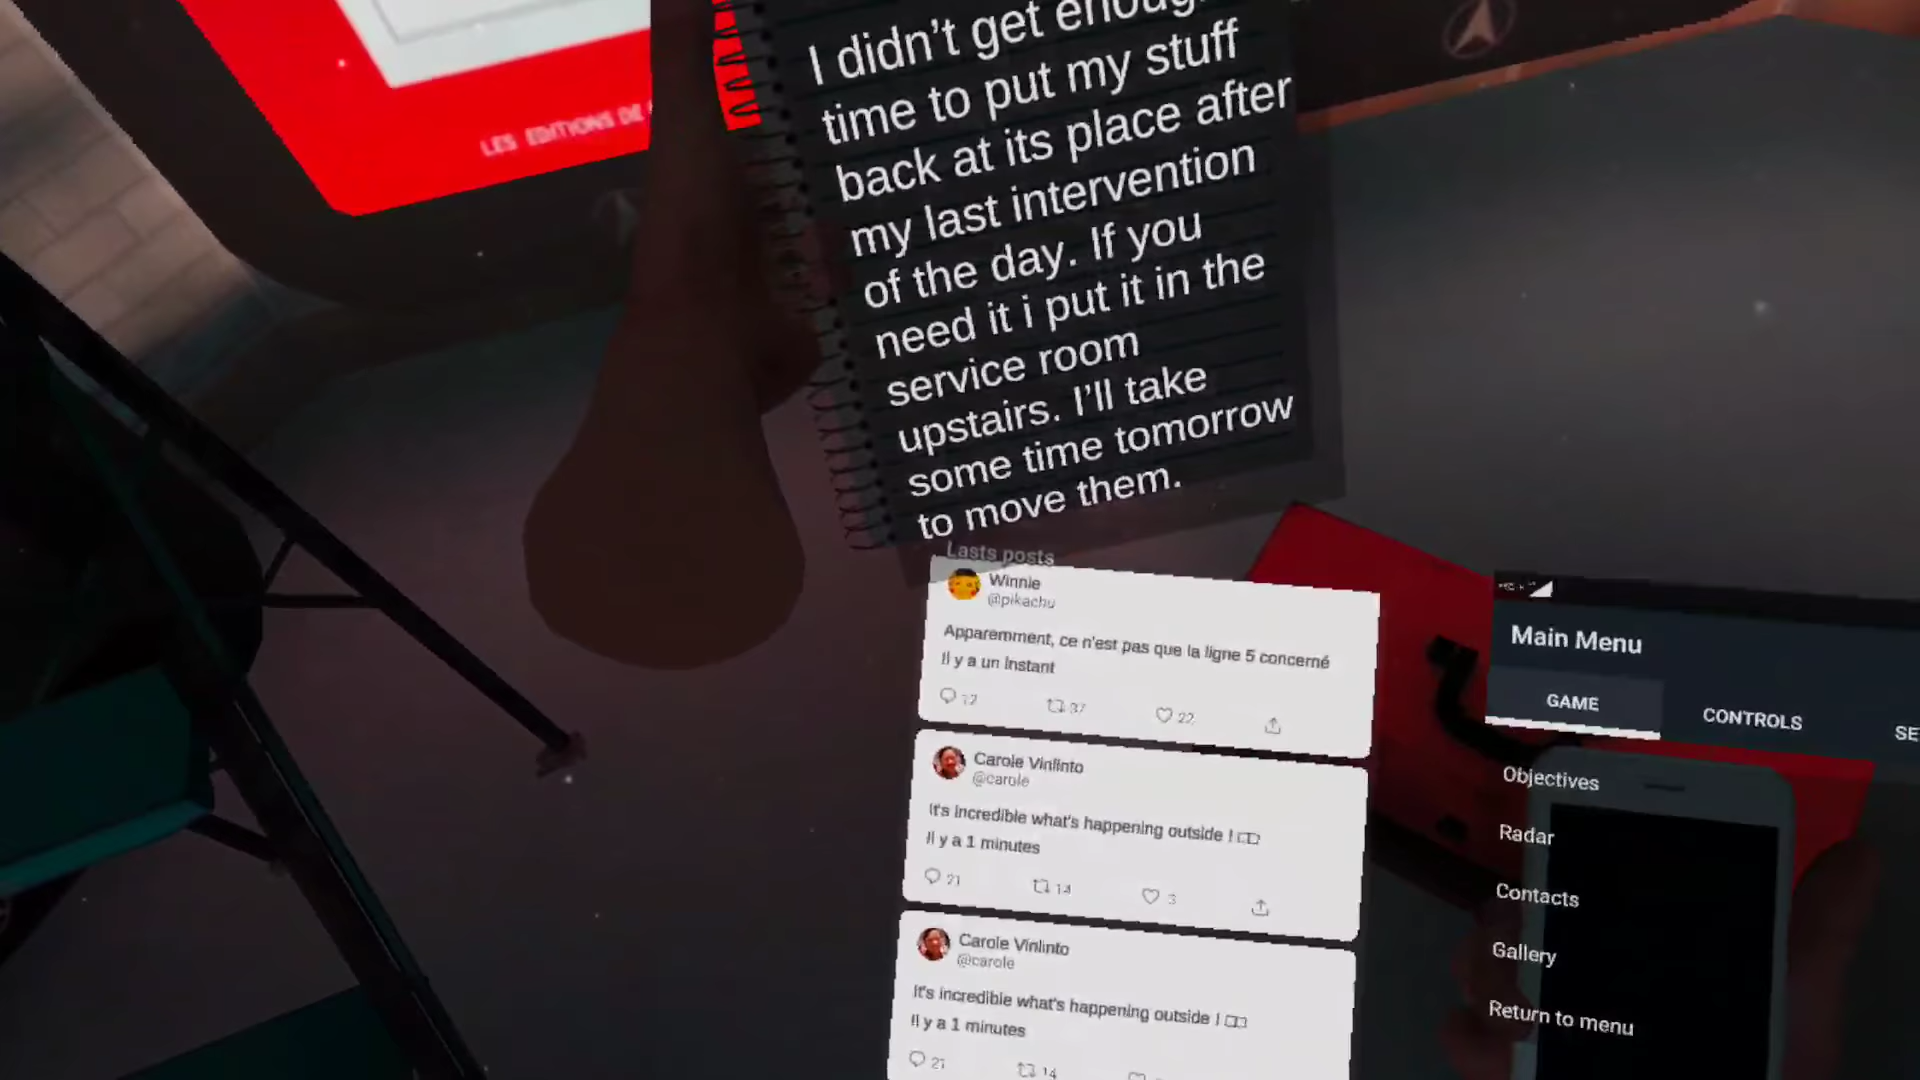 LES EDITIONS DE
I didn't get
time to put my stuff
back at its place after
my last intervention
of the day. If you
need it i put it in the
service room
upstairs. I'll take
some time tomorrow
to move them.
Lasts posts
Winnie
@pikachu
Apparemment, ce n'est pas que la ligne 5 concerné
Il y a un instant
12 37 22
Carole Vinlinto
@carole
It's incredible what's happening outside !
Il y a 1 minutes
21 14 3
Carole Vinlinto
@carole
It's incredible what's happening outside !
Il y a 1 minutes
21 14
Main Menu
GAME CONTROLS
Objectives
Radar
Contacts
Gallery
Return to menu